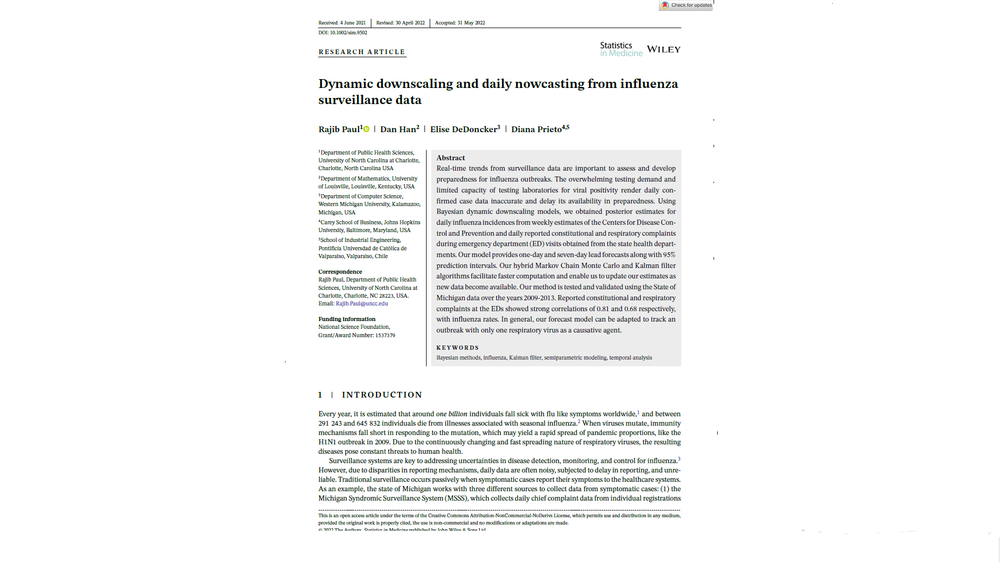 Check for updates
Received: 4 June 2021 | Revised: 30 April 2022 | Accepted: 31 May 2022
DOI: 10.1002/sim.9502
RESEARCH ARTICLE
Statistics
in Medicine WILEY
Dynamic downscaling and daily nowcasting from influenza
surveillance data
Rajib Paul1 | Dan Han2 | Elise DeDoncker3 | Diana Prieto4,5
1Department of Public Health Sciences,
University of North Carolina at Charlotte,
Charlotte, North Carolina USA
2Department of Mathematics, University
of Louisville, Louisville, Kentucky, USA
3Department of Computer Science,
Western Michigan University, Kalamazoo,
Michigan, USA
4Carey School of Business, Johns Hopkins
University, Baltimore, Maryland, USA
5School of Industrial Engineering,
Pontificia Universdad de Catòlica de
Valparaìso, Valparaìso, Chile
Correspondence
Rajib Paul, Department of Public Health
Sciences, University of North Carolina at
Charlotte, Charlotte, NC 28223, USA.
Email: Rajib.Paul@uncc.edu
Funding information
National Science Foundation,
Grant/Award Number: 1537379
Abstract
Real-time trends from surveillance data are important to assess and develop
preparedness for influenza outbreaks. The overwhelming testing demand and
limited capacity of testing laboratories for viral positivity render daily con-
firmed case data inaccurate and delay its availability in preparedness. Using
Bayesian dynamic downscaling models, we obtained posterior estimates for
daily influenza incidences from weekly estimates of the Centers for Disease Con-
trol and Prevention and daily reported constitutional and respiratory complaints
during emergency department (ED) visits obtained from the state health depart-
ments. Our model provides one-day and seven-day lead forecasts along with 95%
prediction intervals. Our hybrid Markov Chain Monte Carlo and Kalman filter
algorithms facilitate faster computation and enable us to update our estimates as
new data become available. Our method is tested and validated using the State of
Michigan data over the years 2009-2013. Reported constitutional and respiratory
complaints at the EDs showed strong correlations of 0.81 and 0.68 respectively,
with influenza rates. In general, our forecast model can be adapted to track an
outbreak with only one respiratory virus as a causative agent.
KEYWORDS
Bayesian methods, influenza, Kalman filter, semiparametric modeling, temporal analysis
1 | INTRODUCTION
Every year, it is estimated that around one billion individuals fall sick with flu like symptoms worldwide,1 and between
291 243 and 645 832 individuals die from illnesses associated with seasonal influenza.2 When viruses mutate, immunity
mechanisms fall short in responding to the mutation, which may yield a rapid spread of pandemic proportions, like the
H1N1 outbreak in 2009. Due to the continuously changing and fast spreading nature of respiratory viruses, the resulting
diseases pose constant threats to human health.
Surveillance systems are key to addressing uncertainties in disease detection, monitoring, and control for influenza.3
However, due to disparities in reporting mechanisms, daily data are often noisy, subjected to delay in reporting, and unre-
liable. Traditional surveillance occurs passively when symptomatic cases report their symptoms to the healthcare systems.
As an example, the state of Michigan works with three different sources to collect data from symptomatic cases: (1) the
Michigan Syndromic Surveillance System (MSSS), which collects daily chief complaint data from individual registrations
This is an open access article under the terms of the Creative Commons Attribution-NonCommercial-NoDerivs License, which permits use and distribution in any medium,
provided the original work is properly cited, the use is non-commercial and no modifications or adaptations are made.
© 2022 The Authors. Statistics in Medicine published by John Wiley & Sons Ltd.